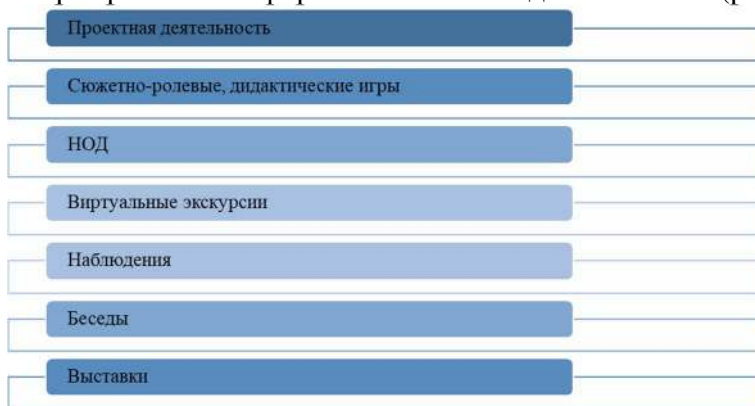 Проектная деятельность
Сюжетно-ролевые, дидактические игры
НОД
Виртуальные экскурсии
Наблюдения
Беседы
Выставки